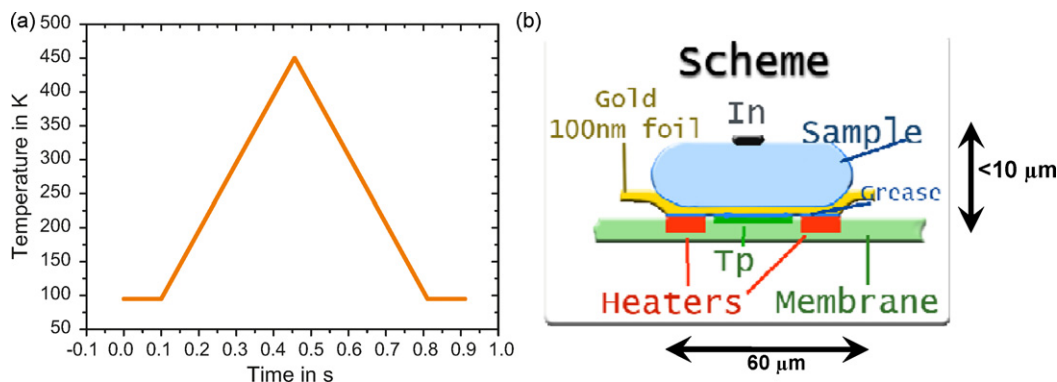 (a)
500
450
400
350
300
250
200
150
100
50
Temperature in K
-0.1 0.0 0.1 0.2 0.3 0.4 0.5 0.6 0.7 0.8 0.9 1.0
Time in s
(b)
Scheme
Gold
100nm foil
In
Sample
<10 µm
Grease
Tp
Heaters
Membrane
60 µm